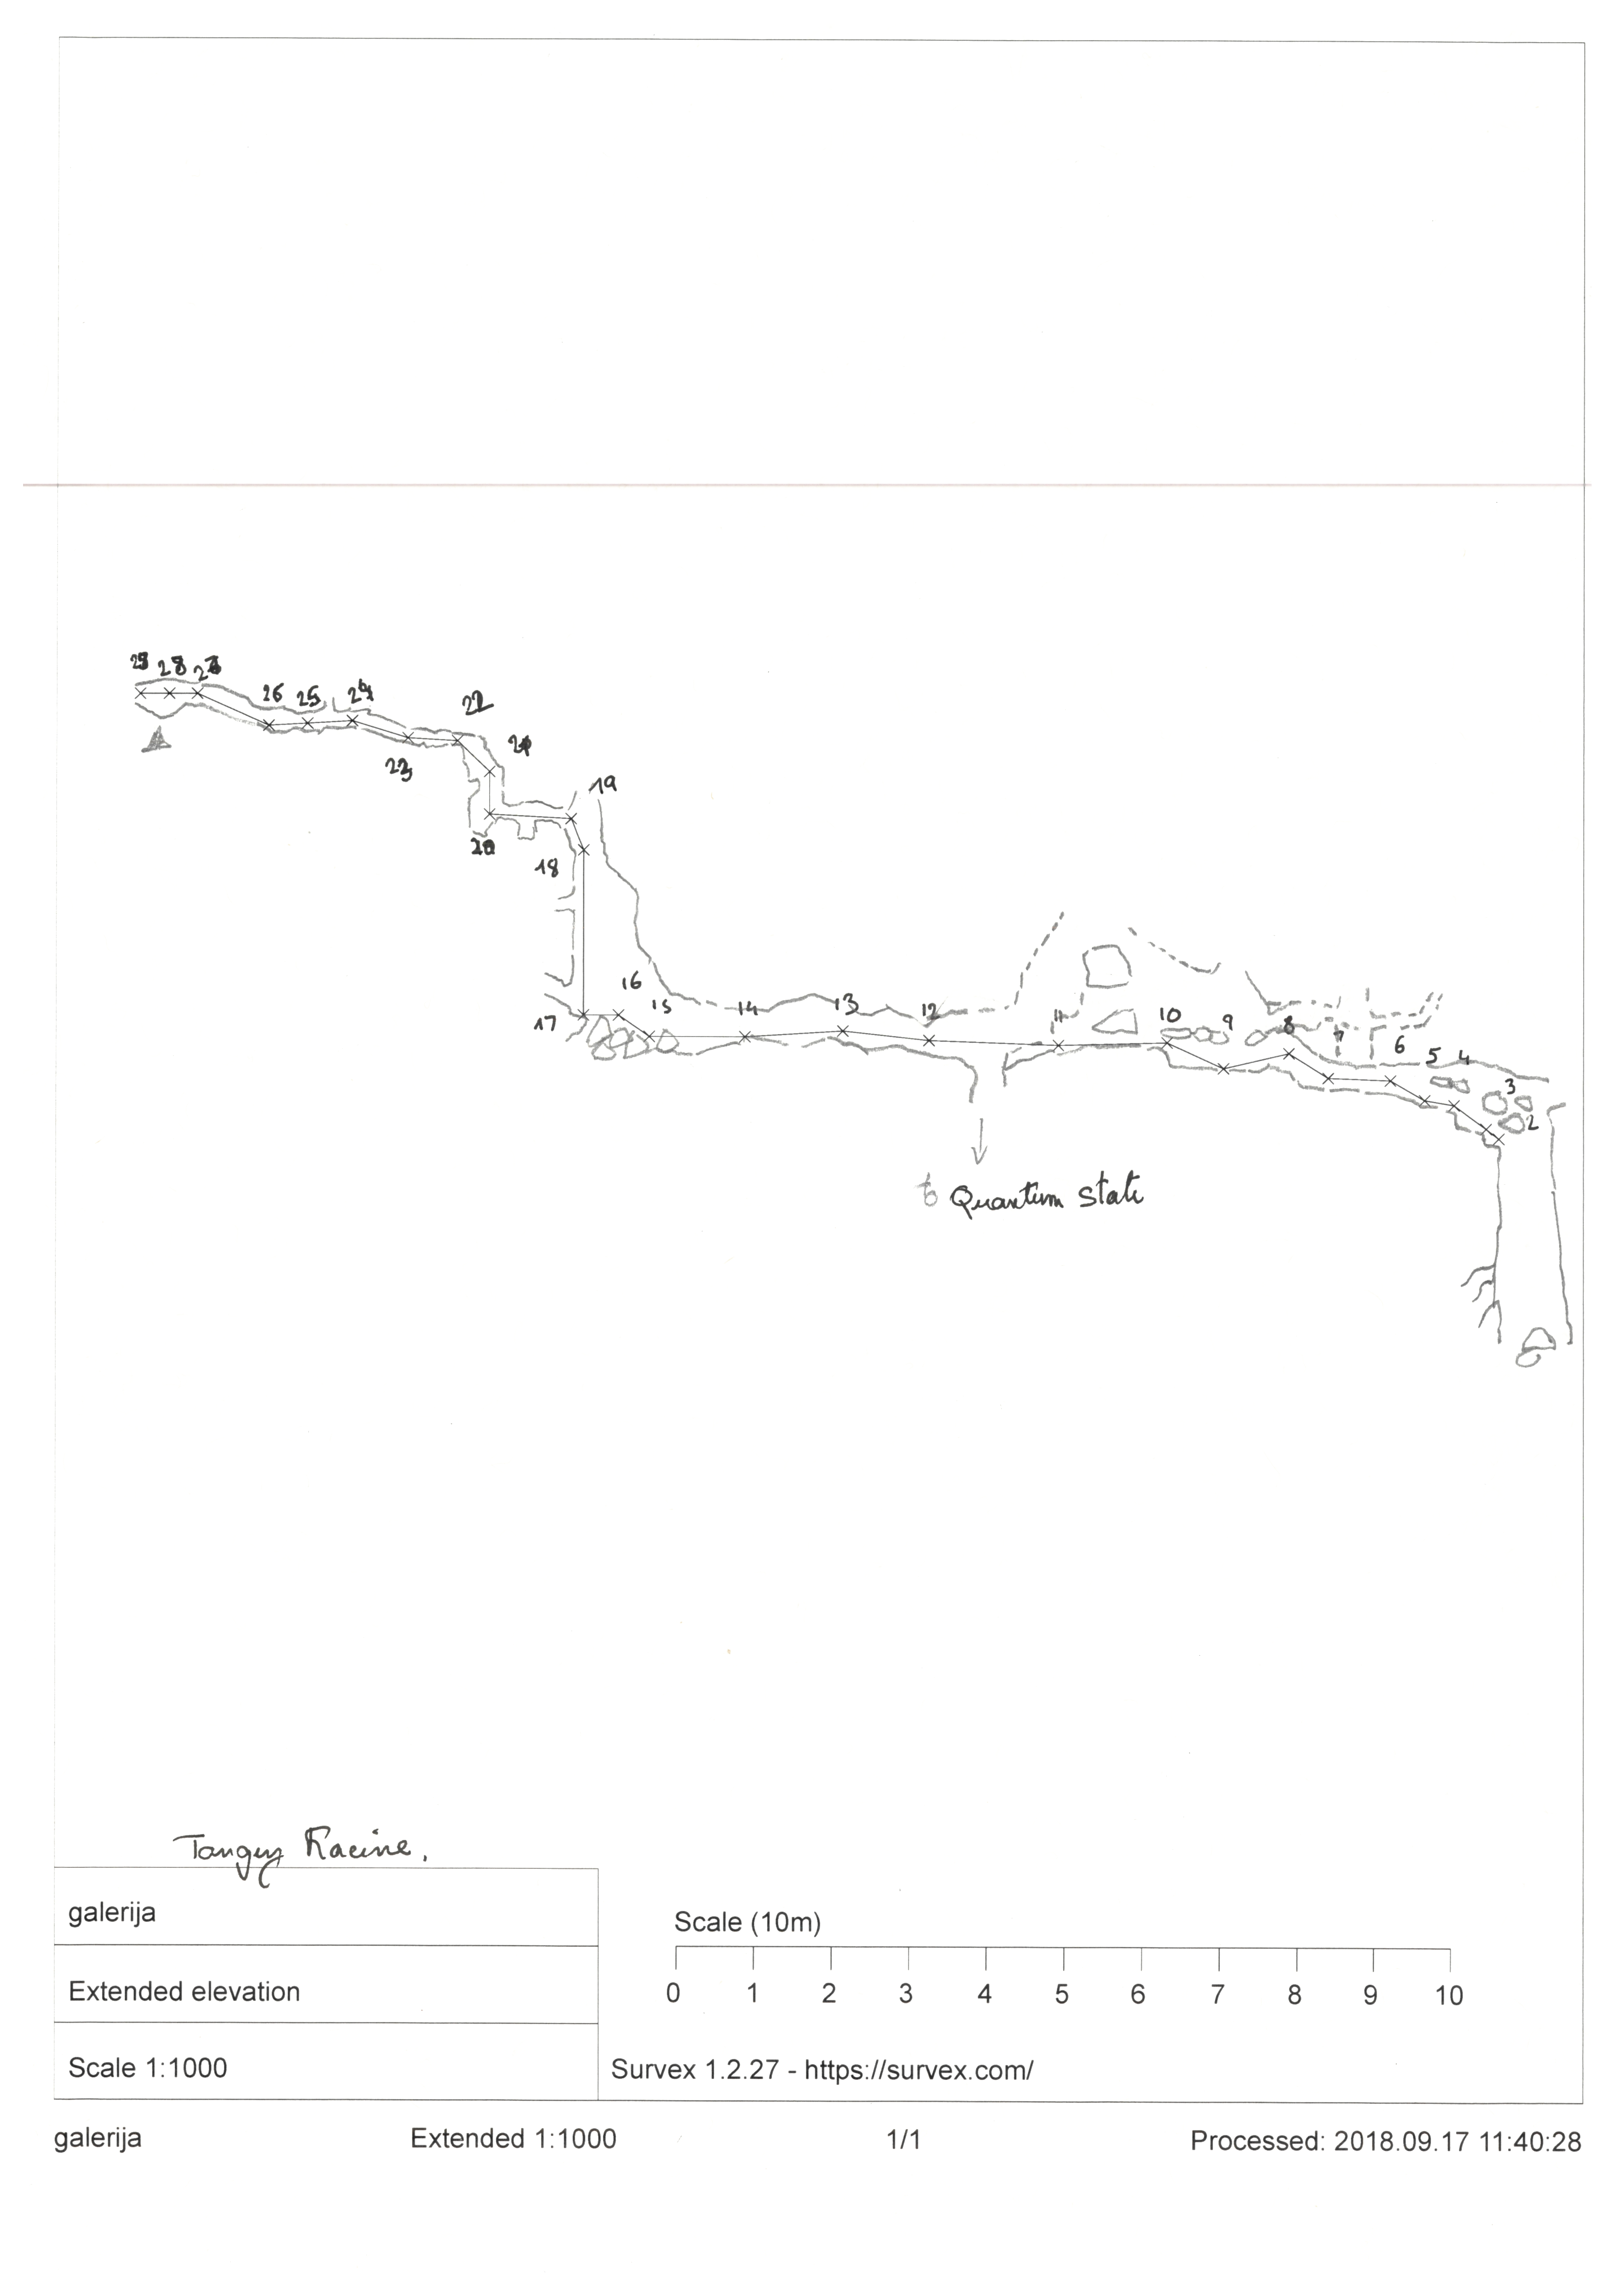 29 28 27
26 25 24
22
21
23
19
20
18
16
15 14 13 12 11 10 9 8 7 6 5 4
17
3
2
to Quantum State
Tanguy Racine.
galerija
Extended elevation
Scale 1:1000
Scale (10m)
0 1 2 3 4 5 6 7 8 9 10
Survex 1.2.27 - https://survex.com/
galerija Extended 1:1000 1/1 Processed: 2018.09.17 11:40:28